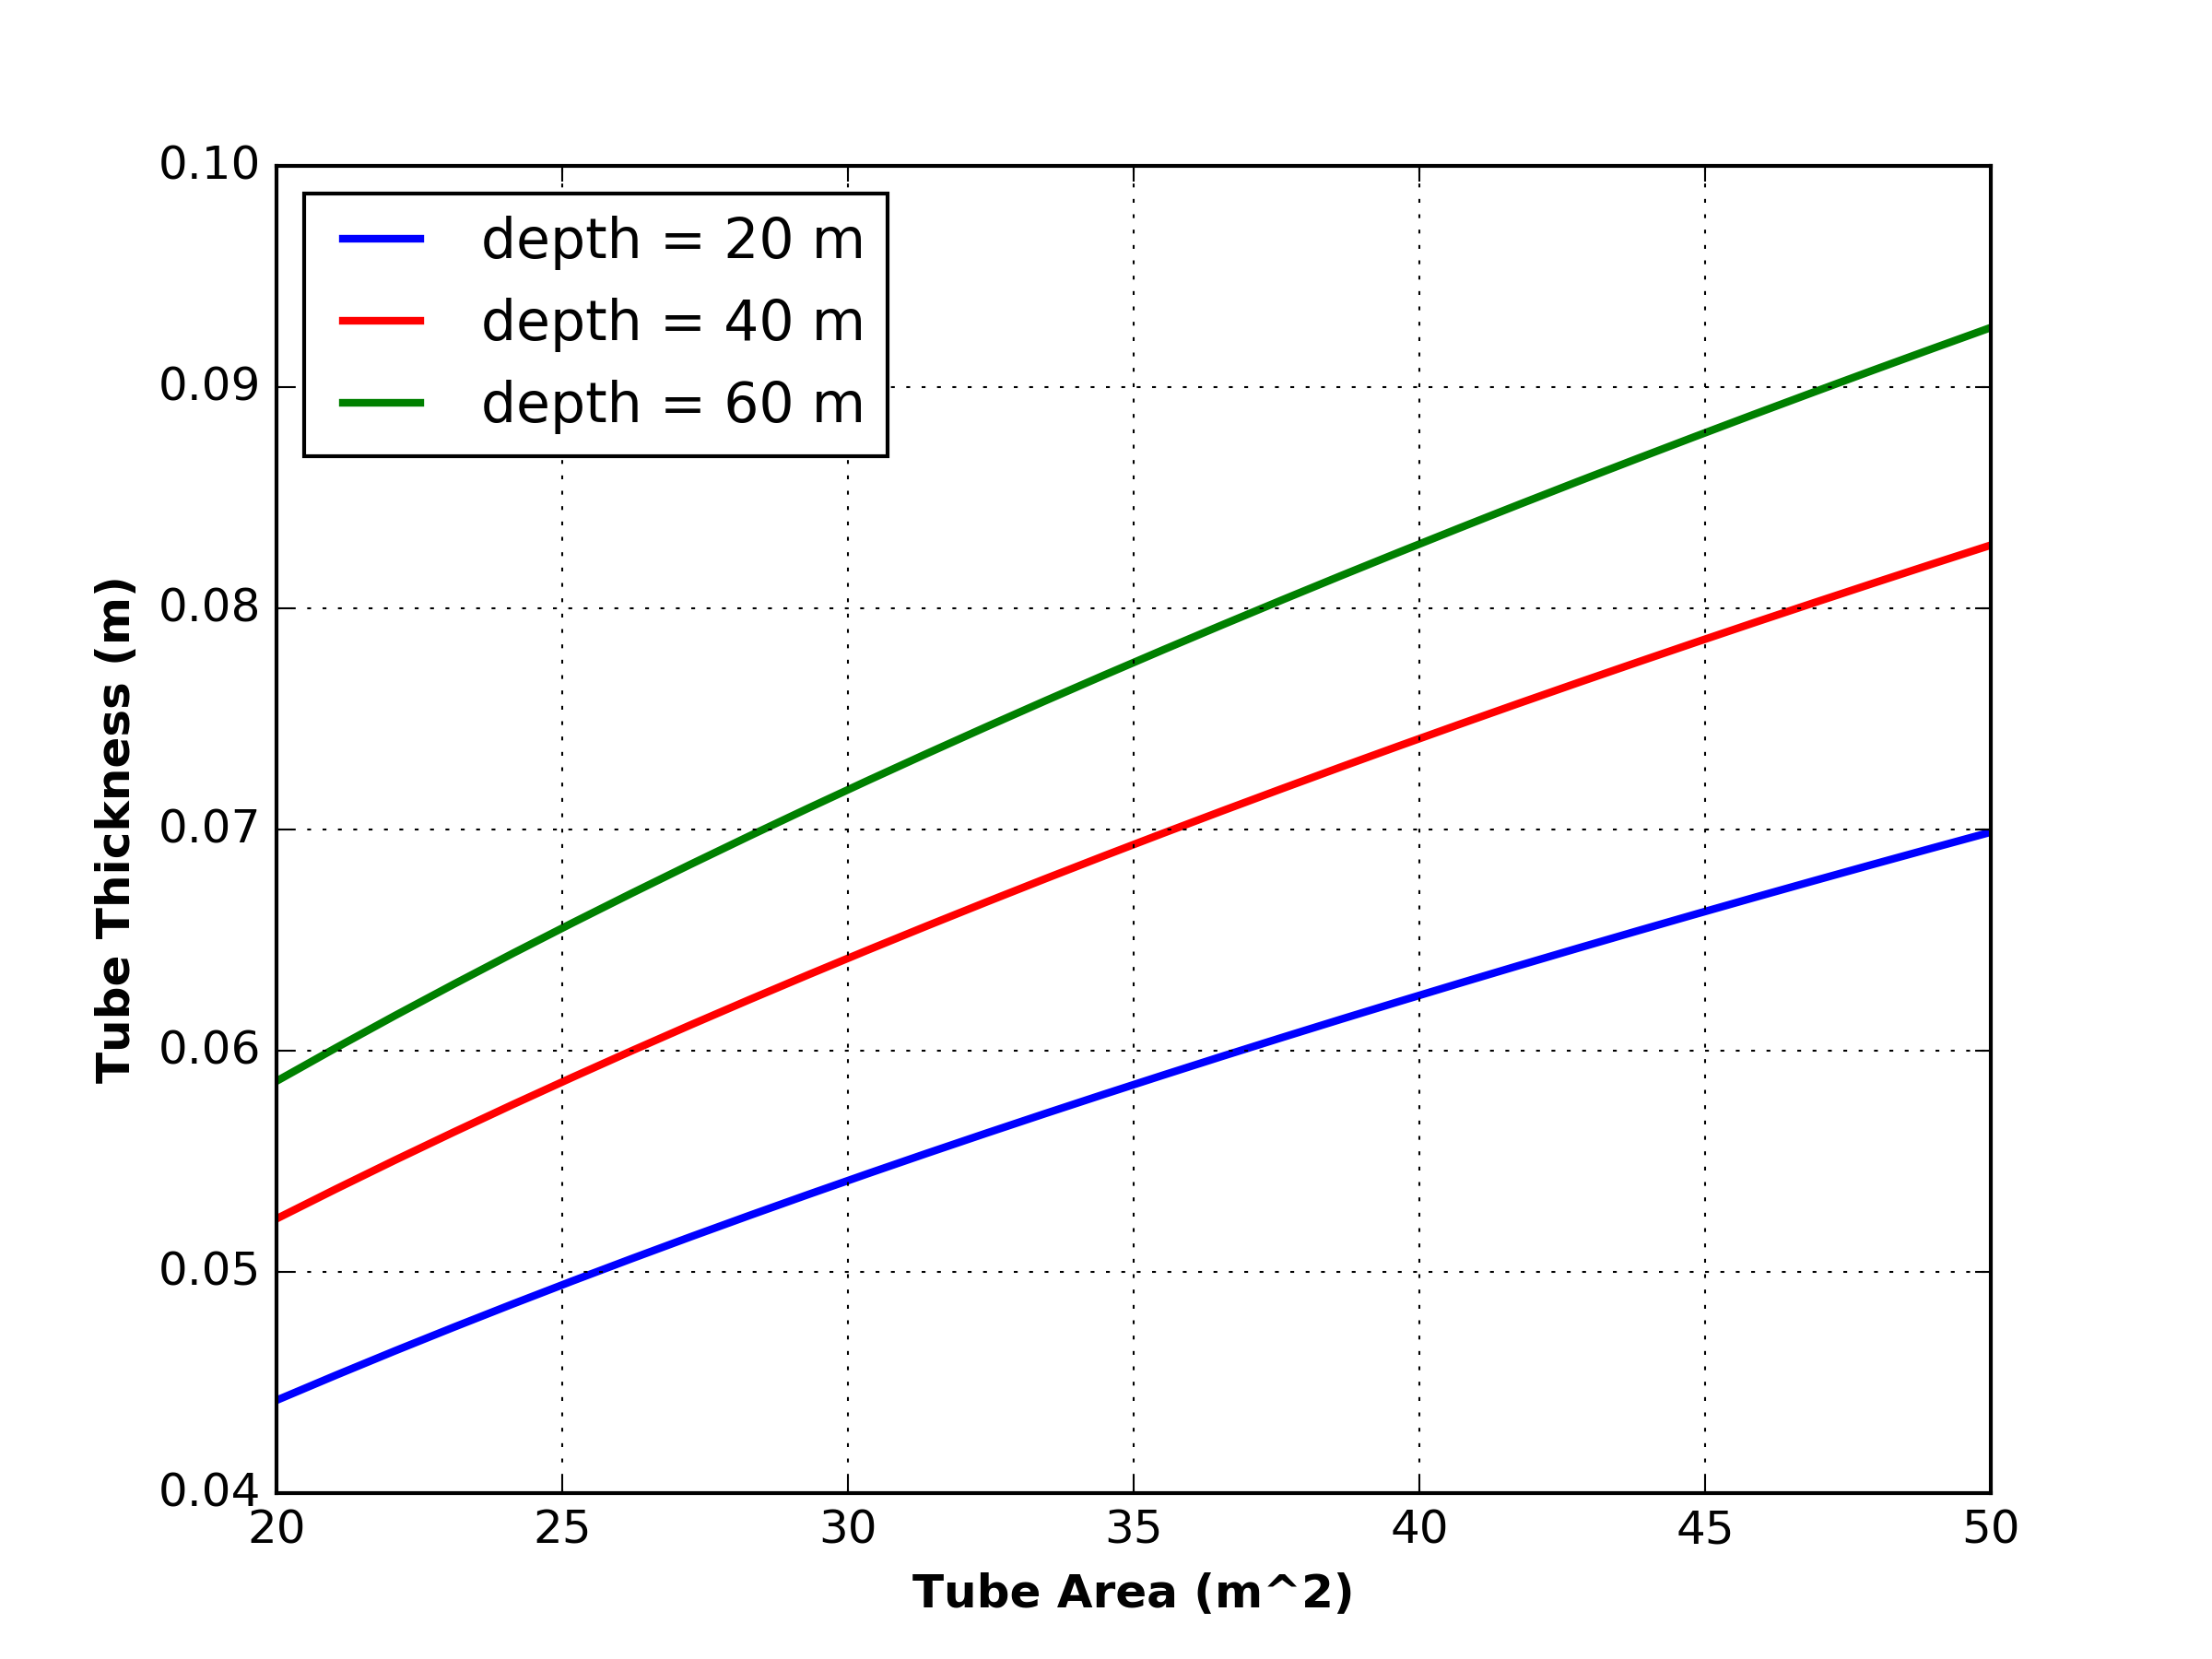 depth = 20 m
depth = 40 m
depth = 60 m
0.10
0.09
0.08
0.07
0.06
0.05
0.04
Tube Thickness (m)
20 25 30 35 40 45 50
Tube Area (m^2)